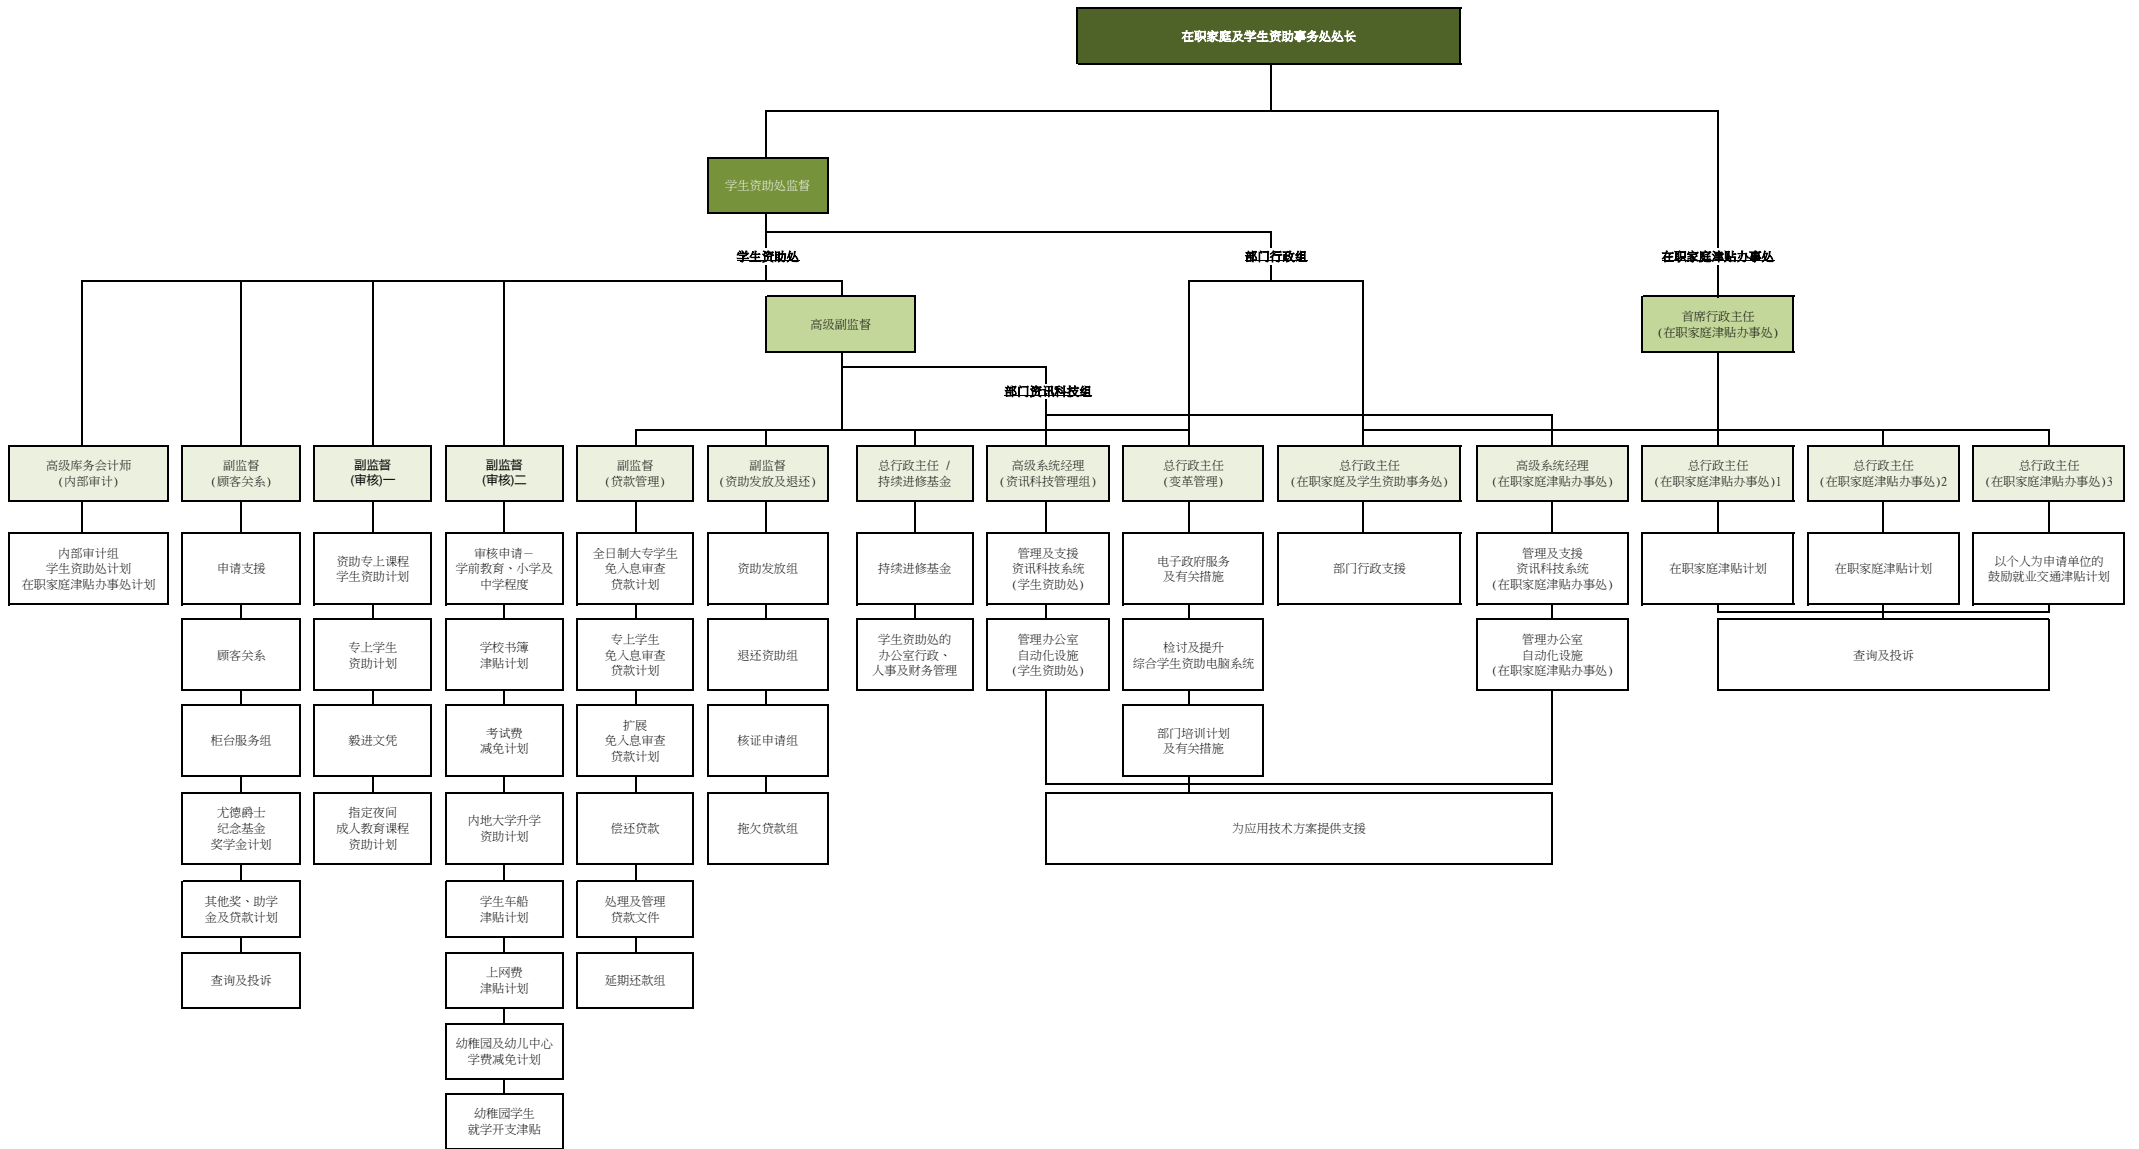 在职家庭及学生资助事务处处长
学生资助处监督
学生资助处
部门行政组
在职家庭津贴办事处
高级副监督
首席行政主任
(在职家庭津贴办事处)
部门资讯科技组
高级库务会计师
(内部审计)
副监督
(顾客关系)
副监督
(审核)一
副监督
(审核)二
副监督
(贷款管理)
副监督
(资助发放及退还)
总行政主任 /
持续进修基金
高级系统经理
(资讯科技管理组)
总行政主任
(变革管理)
总行政主任
(在职家庭及学生资助事务处)
高级系统经理
(在职家庭津贴办事处)
总行政主任
(在职家庭津贴办事处)1
总行政主任
(在职家庭津贴办事处)2
总行政主任
(在职家庭津贴办事处)3
内部审计组
学生资助处计划
在职家庭津贴办事处计划
申请支援
资助专上课程
学生资助计划
审核申请－
学前教育、小学及
中学程度
全日制大专学生
免入息审查
贷款计划
资助发放组
持续进修基金
管理及支援
资讯科技系统
(学生资助处)
电子政府服务
及有关措施
部门行政支援
管理及支援
资讯科技系统
(在职家庭津贴办事处)
在职家庭津贴计划
在职家庭津贴计划
以个人为申请单位的
鼓励就业交通津贴计划
顾客关系
专上学生
资助计划
学校书簿
津贴计划
专上学生
免入息审查
贷款计划
退还资助组
学生资助处的
办公室行政、
人事及财务管理
管理办公室
自动化设施
(学生资助处)
检讨及提升
综合学生资助电脑系统
管理办公室
自动化设施
(在职家庭津贴办事处)
查询及投诉
柜台服务组
毅进文凭
考试费
减免计划
扩展
免入息审查
贷款计划
核证申请组
部门培训计划
及有关措施
尤德爵士
纪念基金
奖学金计划
指定夜间
成人教育课程
资助计划
内地大学升学
资助计划
偿还贷款
拖欠贷款组
为应用技术方案提供支援
其他奖、助学
金及贷款计划
学生车船
津贴计划
处理及管理
贷款文件
查询及投诉
上网费
津贴计划
延期还款组
幼稚园及幼儿中心
学费减免计划
幼稚园学生
就学开支津贴